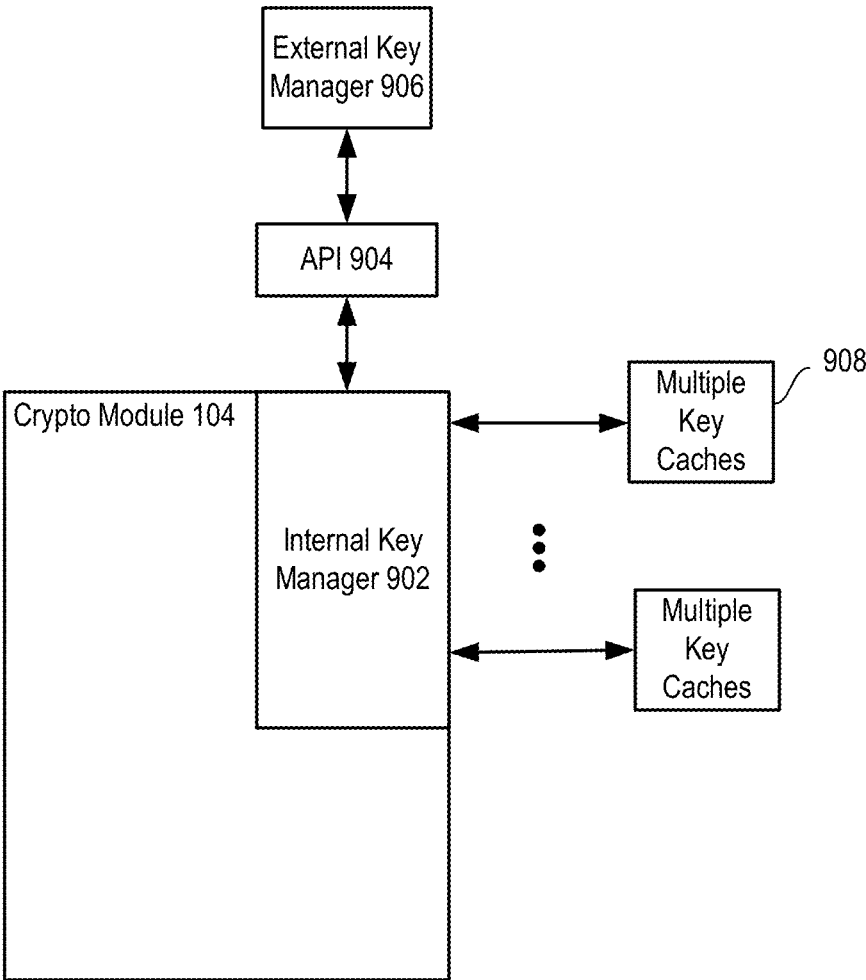 External Key
Manager 906
API 904
Crypto Module 104
Internal Key
Manager 902
Multiple
Key
Caches
908
Multiple
Key
Caches